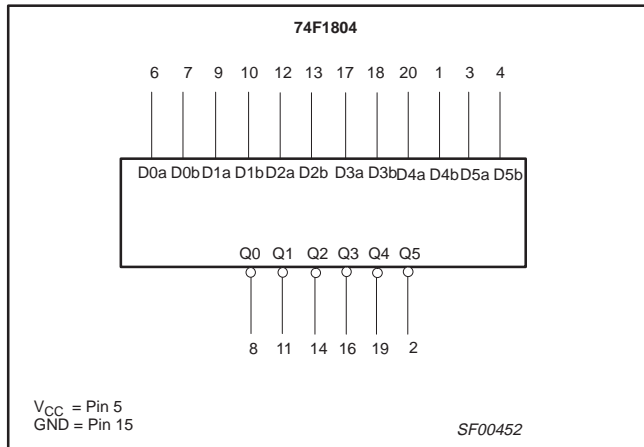 74F1804
6 7 9 10 12 13 17 18 20 1 3 4
D0a D0b D1a D1b D2a D2b D3a D3b D4a D4b D5a D5b
Q0 Q1 Q2 Q3 Q4 Q5
8 11 14 16 19 2
VCC = Pin 5
GND = Pin 15
SF00452